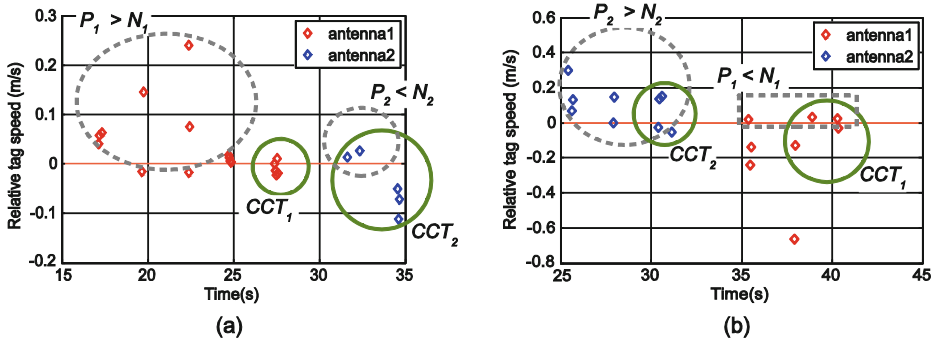 0.3
0.2
0.1
0
-0.1
-0.2
Relative tag speed (m/s)
15 20 25 30 35
Time(s)
P1 > N1
P2 < N2
CCT1
CCT2
antenna1
antenna2
(a)
0.6
0.4
0.2
0
-0.2
-0.4
-0.6
-0.8
Relative tag speed (m/s)
25 30 35 40 45
Time(s)
P2 > N2
P1 < N1
CCT2
CCT1
antenna1
antenna2
(b)